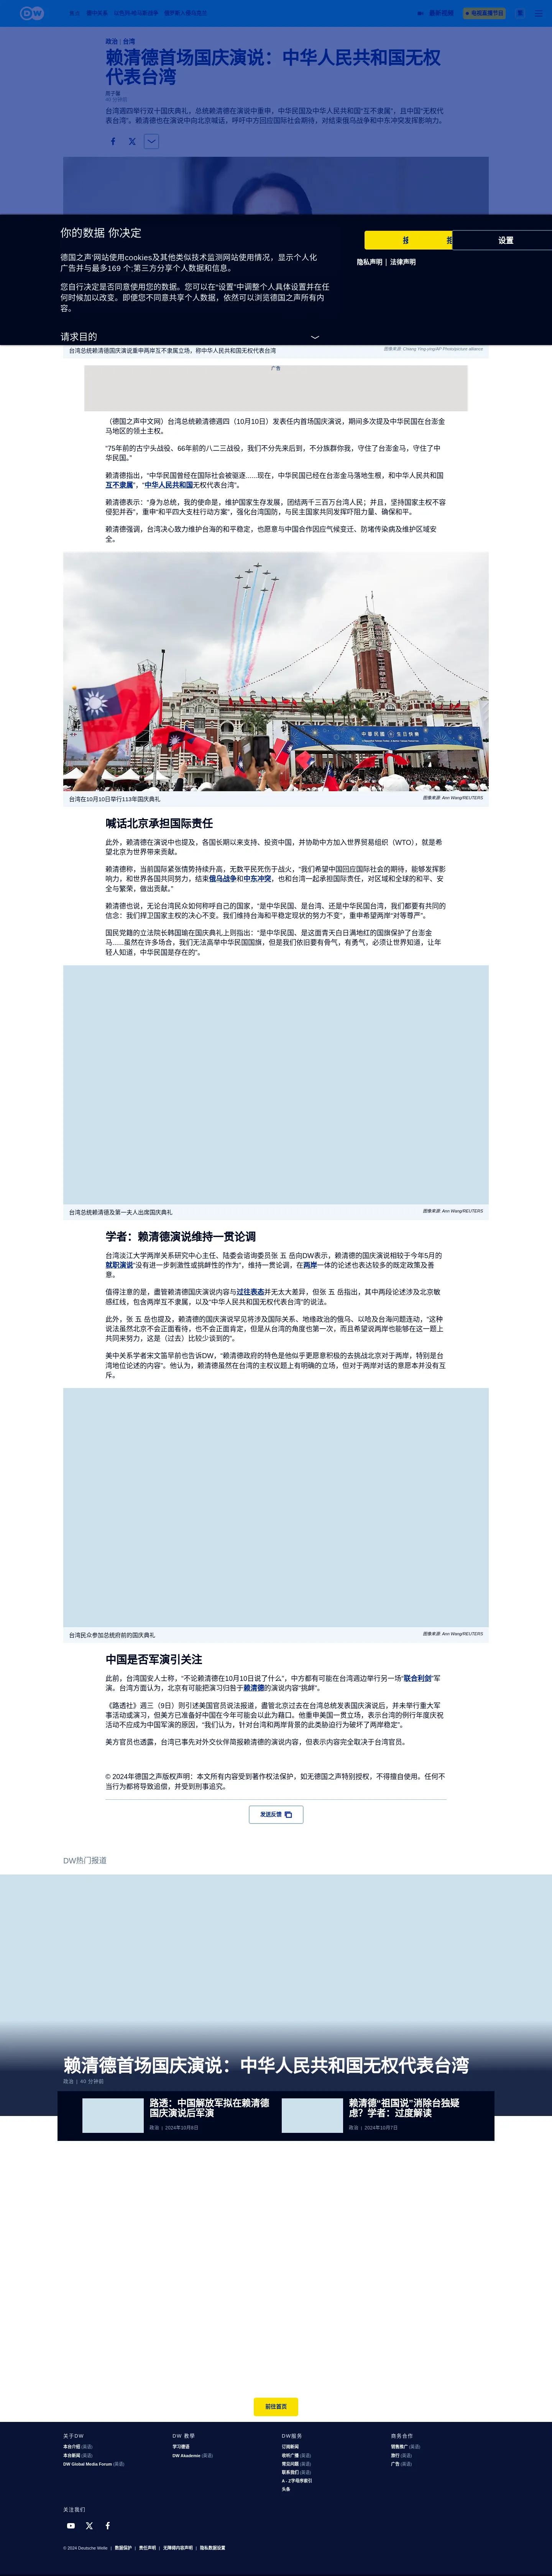 DW
最新视频
电视直播节目
政治 | 台湾
赖清德首场国庆演说：中华人民共和国无权
代表台湾
台湾週四举行双十国庆典礼，总统赖清德在演说中重申，中华民国及中华人民共和国“互不隶属”，且中国“无权代
表台湾”。赖清德也在演说中向北京喊话，呼吁中方回应国际社会期待，对结束俄乌战争和中东冲突发挥影响力。
你的数据 你决定
设置
隐私声明 | 法律声明
德国之声网站使用cookies及其他类似技术监测网站使用情况，显示个人化
广告并与最多169 个;第三方分享个人数据和信息。
您自行决定是否同意使用您的数据。您可以在“设置”中调整个人具体设置并在任
何时候加以改变。即便您不同意共享个人数据，依然可以浏览德国之声所有内
容。
请求目的
台湾总统赖清德国庆演说重申两岸互不隶属立场，称中华人民共和国无权代表台湾
图像来源: Chiang Ying-ying/AP Photo/picture alliance
广告
（德国之声中文网）台湾总统赖清德週四（10月10日）发表任内首场国庆演说，期间多次提及中华民国在台澎金
马地区的领土主权。
“75年前的古宁头战役、66年前的八二三战役，我们不分先来后到，不分族群你我，守住了台澎金马，守住了中
华民国。”
赖清德指出，“中华民国曾经在国际社会被驱逐......现在，中华民国已经在台澎金马落地生根，和中华人民共和国
互不隶属”，“中华人民共和国无权代表台湾”。
赖清德表示：“身为总统，我的使命是，维护国家生存发展，团结两千三百万台湾人民；并且，坚持国家主权不容
侵犯并吞”，重申“和平四大支柱行动方案”，强化台湾国防，与民主国家共同发挥吓阻力量、确保和平。
赖清德强调，台湾决心致力维护台海的和平稳定，也愿意与中国合作因应气候变迁、防堵传染病及维护区域安
全。
台湾在10月10日举行113年国庆典礼
图像来源: Ann Wang/REUTERS
喊话北京承担国际责任
此外，赖清德在演说中也提及，各国长期以来支持、投资中国，并协助中方加入世界贸易组织（WTO），就是希
望北京为世界带来贡献。
赖清德称，当前国际紧张情势持续升高，无数平民死伤于战火，“我们希望中国回应国际社会的期待，能够发挥影
响力，和世界各国共同努力，结束俄乌战争和中东冲突，也和台湾一起承担国际责任，对区域和全球的和平、安
全与繁荣，做出贡献。”
赖清德也说，无论台湾民众如何称呼自己的国家，“是中华民国、是台湾、还是中华民国台湾，我们都要有共同的
信念：我们捍卫国家主权的决心不变。我们维持台海和平稳定现状的努力不变”，重申希望两岸“对等尊严”。
国民党籍的立法院长韩国瑜在国庆典礼上则指出：“是中华民国、是这面青天白日满地红的国旗保护了台澎金
马......虽然在许多场合，我们无法高举中华民国国旗，但是我们依旧要有骨气，有勇气，必须让世界知道，让年
轻人知道，中华民国是存在的”。
台湾总统赖清德及第一夫人出席国庆典礼
图像来源: Ann Wang/REUTERS
学者：赖清德演说维持一贯论调
台湾淡江大学两岸关系研究中心主任、陆委会谘询委员张 五 岳向DW表示，赖清德的国庆演说相较于今年5月的
就职演说“没有进一步刺激性或挑衅性的作为”，维持一贯论调，在两岸一体的论述也表达较多的既定政策及善
意。
值得注意的是，盡管赖清德国庆演说内容与过往表态并无太大差异，但张 五 岳指出，其中两段论述涉及北京敏
感红线，包含两岸互不隶属，以及“中华人民共和国无权代表台湾”的说法。
此外，张 五 岳也提及，赖清德的国庆演说罕见将涉及国际关系、地缘政治的俄乌、以哈及台海问题连动，“这种
说法虽然北京不会正面看待，也不会正面肯定，但是从台湾的角度也第一次，而且希望说两岸也能够在这一题上
共同来努力，这是（过去）比较少谈到的”。
美中关系学者宋文笛早前也告诉DW，“赖清德政府的特色是他似乎更愿意积极的去挑战北京对于两岸，特别是台
湾地位论述的内容”。他认为，赖清德虽然在台湾的主权议题上有明确的立场，但对于两岸对话的意愿本并没有互
斥。
台湾民众参加总统府前的国庆典礼
图像来源: Ann Wang/REUTERS
中国是否军演引关注
此前，台湾国安人士称，“不论赖清德在10月10日说了什么”，中方都有可能在台湾週边举行另一场“联合利剑”军
演。台湾方面认为，北京有可能把演习归咎于赖清德的演说内容“挑衅”。
《路透社》週三（9日）则引述美国官员说法报道，盡管北京过去在台湾总统发表国庆演说后，并未举行重大军
事活动或演习，但美方已准备好中国在今年可能会以此为藉口。他重申美国一贯立场，表示台湾的例行年度庆祝
活动不应成为中国军演的原因，“我们认为，针对台湾和两岸背景的此类胁迫行为破坏了两岸稳定”。
美方官员也透露，台湾已事先对外交伙伴简报赖清德的演说内容，但表示内容完全取决于台湾官员。
© 2024年德国之声版权声明：本文所有内容受到著作权法保护，如无德国之声特别授权，不得擅自使用。任何不
当行为都将导致追偿，并受到刑事追究。
发送反馈
DW热门报道
赖清德首场国庆演说：中华人民共和国无权代表台湾
政治 | 40 分钟前
路透：中国解放军拟在赖清德
国庆演说后军演
政治 | 2024年10月8日
赖清德“祖国说”消除台独疑
虑？学者：过度解读
政治 | 2024年10月7日
前往首页
关于DW
本台介绍 (英语)
本台新闻 (英语)
DW Global Media Forum (英语)
DW 教學
学习德语
DW Akademie (英语)
DW服务
订阅新闻
收听广播 (英语)
常见问题 (英语)
联系我们 (英语)
A - Z字母序索引
头条
商务合作
销售推广 (英语)
旅行 (英语)
广告 (英语)
关注我们
© 2024 Deutsche Welle | 数据保护 | 责任声明 | 无障碍内容声明 | 隐私数据设置